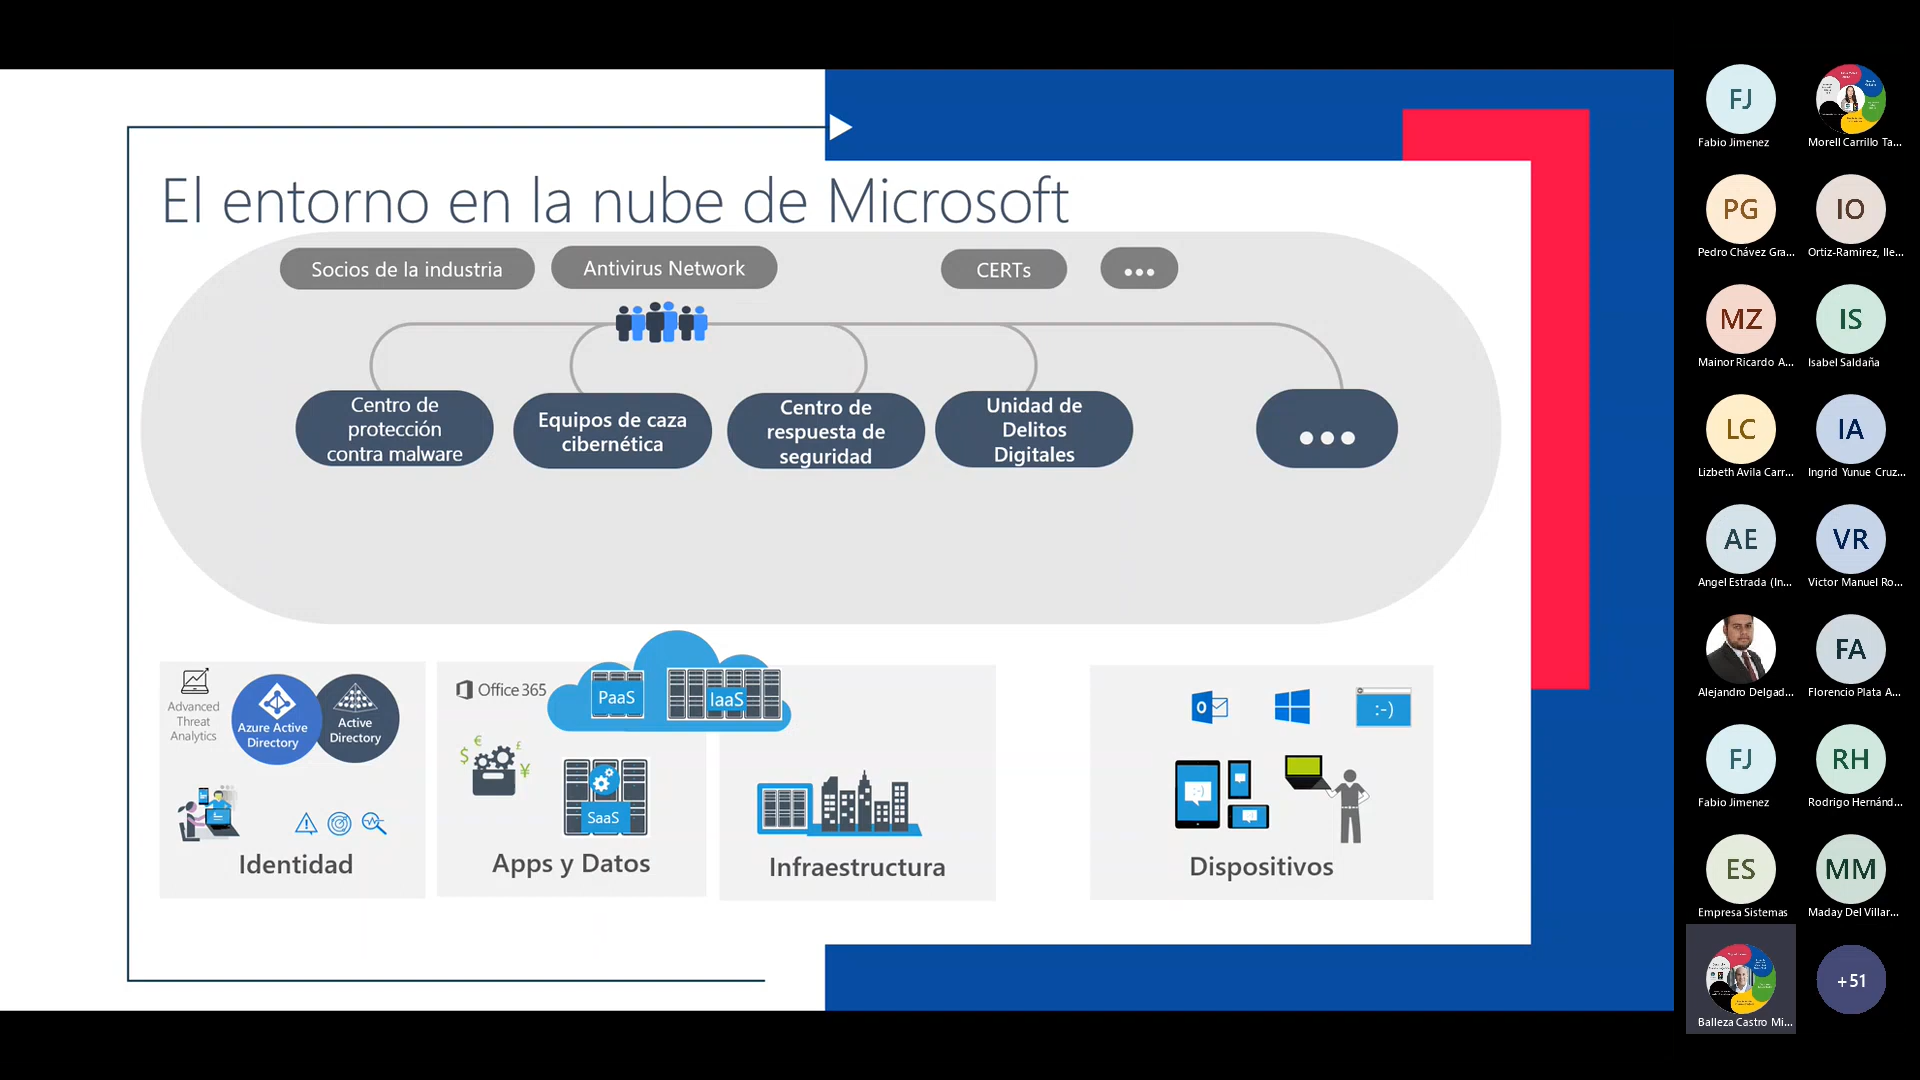 El entorno en la nube de Microsoft
Socios de la industria
Antivirus Network
CERTs
Centro de
protección
contra malware
Equipos de caza
cibernética
Centro de
respuesta de
seguridad
Unidad de
Delitos
Digitales
Advanced
Threat
Analytics
Azure Active
Directory
Active
Directory
Identidad
Office 365
PaaS
IaaS
SaaS
Apps y Datos
Infraestructura
:-)
Dispositivos
FJ
Fabio Jimenez
Morell Carrillo Ta...
PG
Pedro Chávez Gra...
IO
Ortiz-Ramirez, Ile...
MZ
Mainor Ricardo A...
IS
Isabel Saldaña
LC
Lizbeth Avila Carr...
IA
Ingrid Yunue Cruz...
AE
Angel Estrada (In...
VR
Victor Manuel Ro...
Alejandro Delgad...
FA
Florencio Plata A...
FJ
Fabio Jimenez
RH
Rodrigo Hernánd...
ES
Empresa Sistemas
MM
Maday Del Villar...
Balleza Castro Mi...
+51